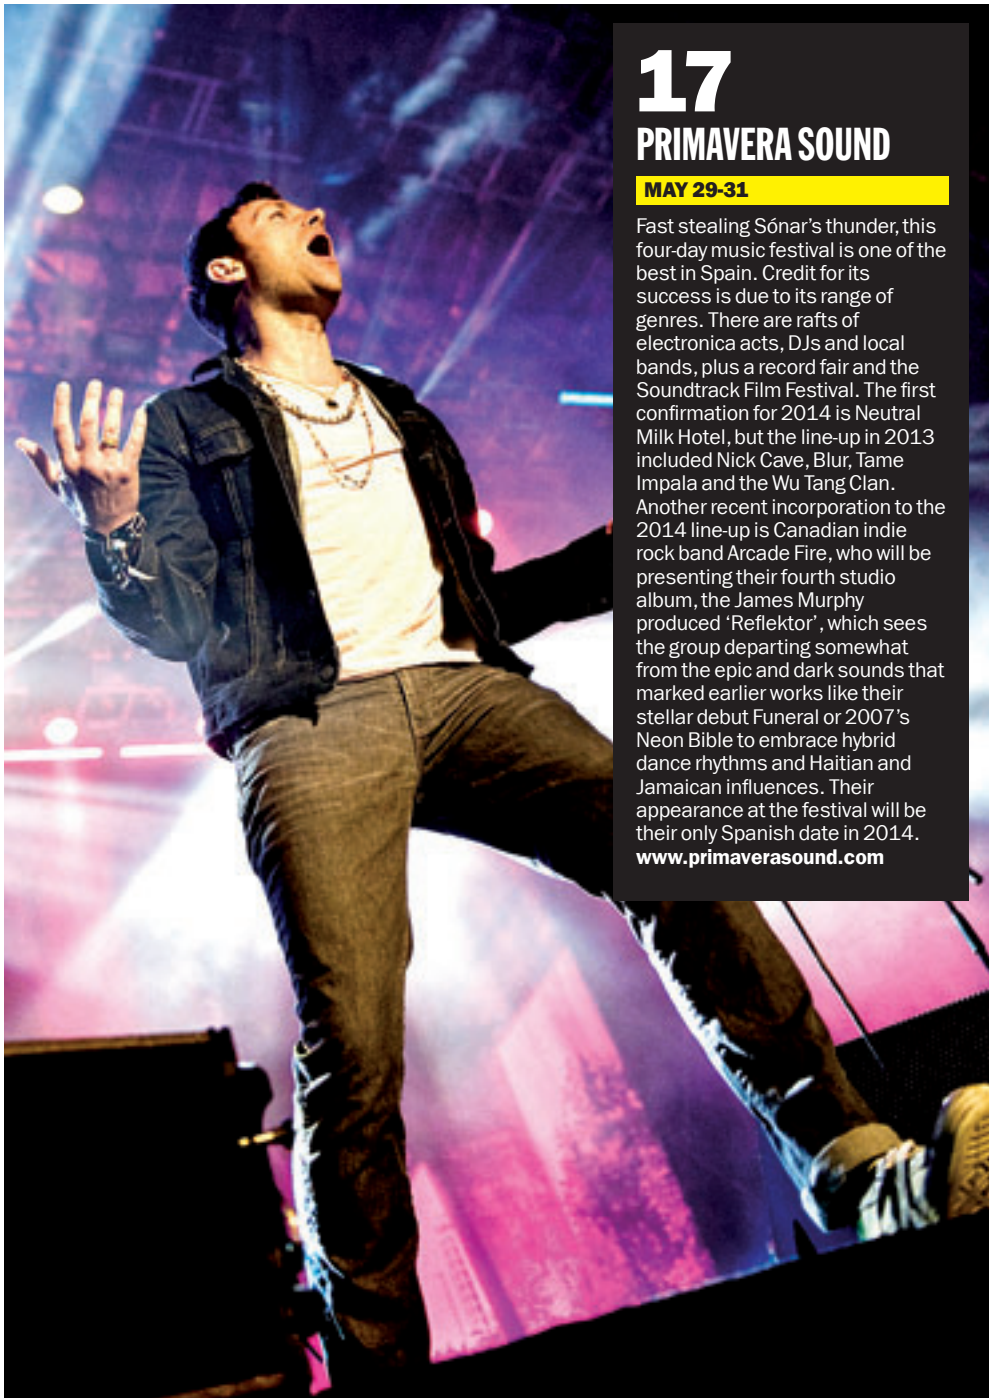 17
PRIMAVERA SOUND
MAY 29-31
Fast stealing Sónar's thunder, this
four-day music festival is one of the
best in Spain. Credit for its
success is due to its range of
genres. There are rafts of
electronica acts, DJs and local
bands, plus a record fair and the
Soundtrack Film Festival. The first
confirmation for 2014 is Neutral
Milk Hotel, but the line-up in 2013
included Nick Cave, Blur, Tame
Impala and the Wu Tang Clan.
Another recent incorporation to the
2014 line-up is Canadian indie
rock band Arcade Fire, who will be
presenting their fourth studio
album, the James Murphy
produced ‘Reflektor’, which sees
the group departing somewhat
from the epic and dark sounds that
marked earlier works like their
stellar debut Funeral or 2007's
Neon Bible to embrace hybrid
dance rhythms and Haitian and
Jamaican influences. Their
appearance at the festival will be
their only Spanish date in 2014.
www.primaverasound.com